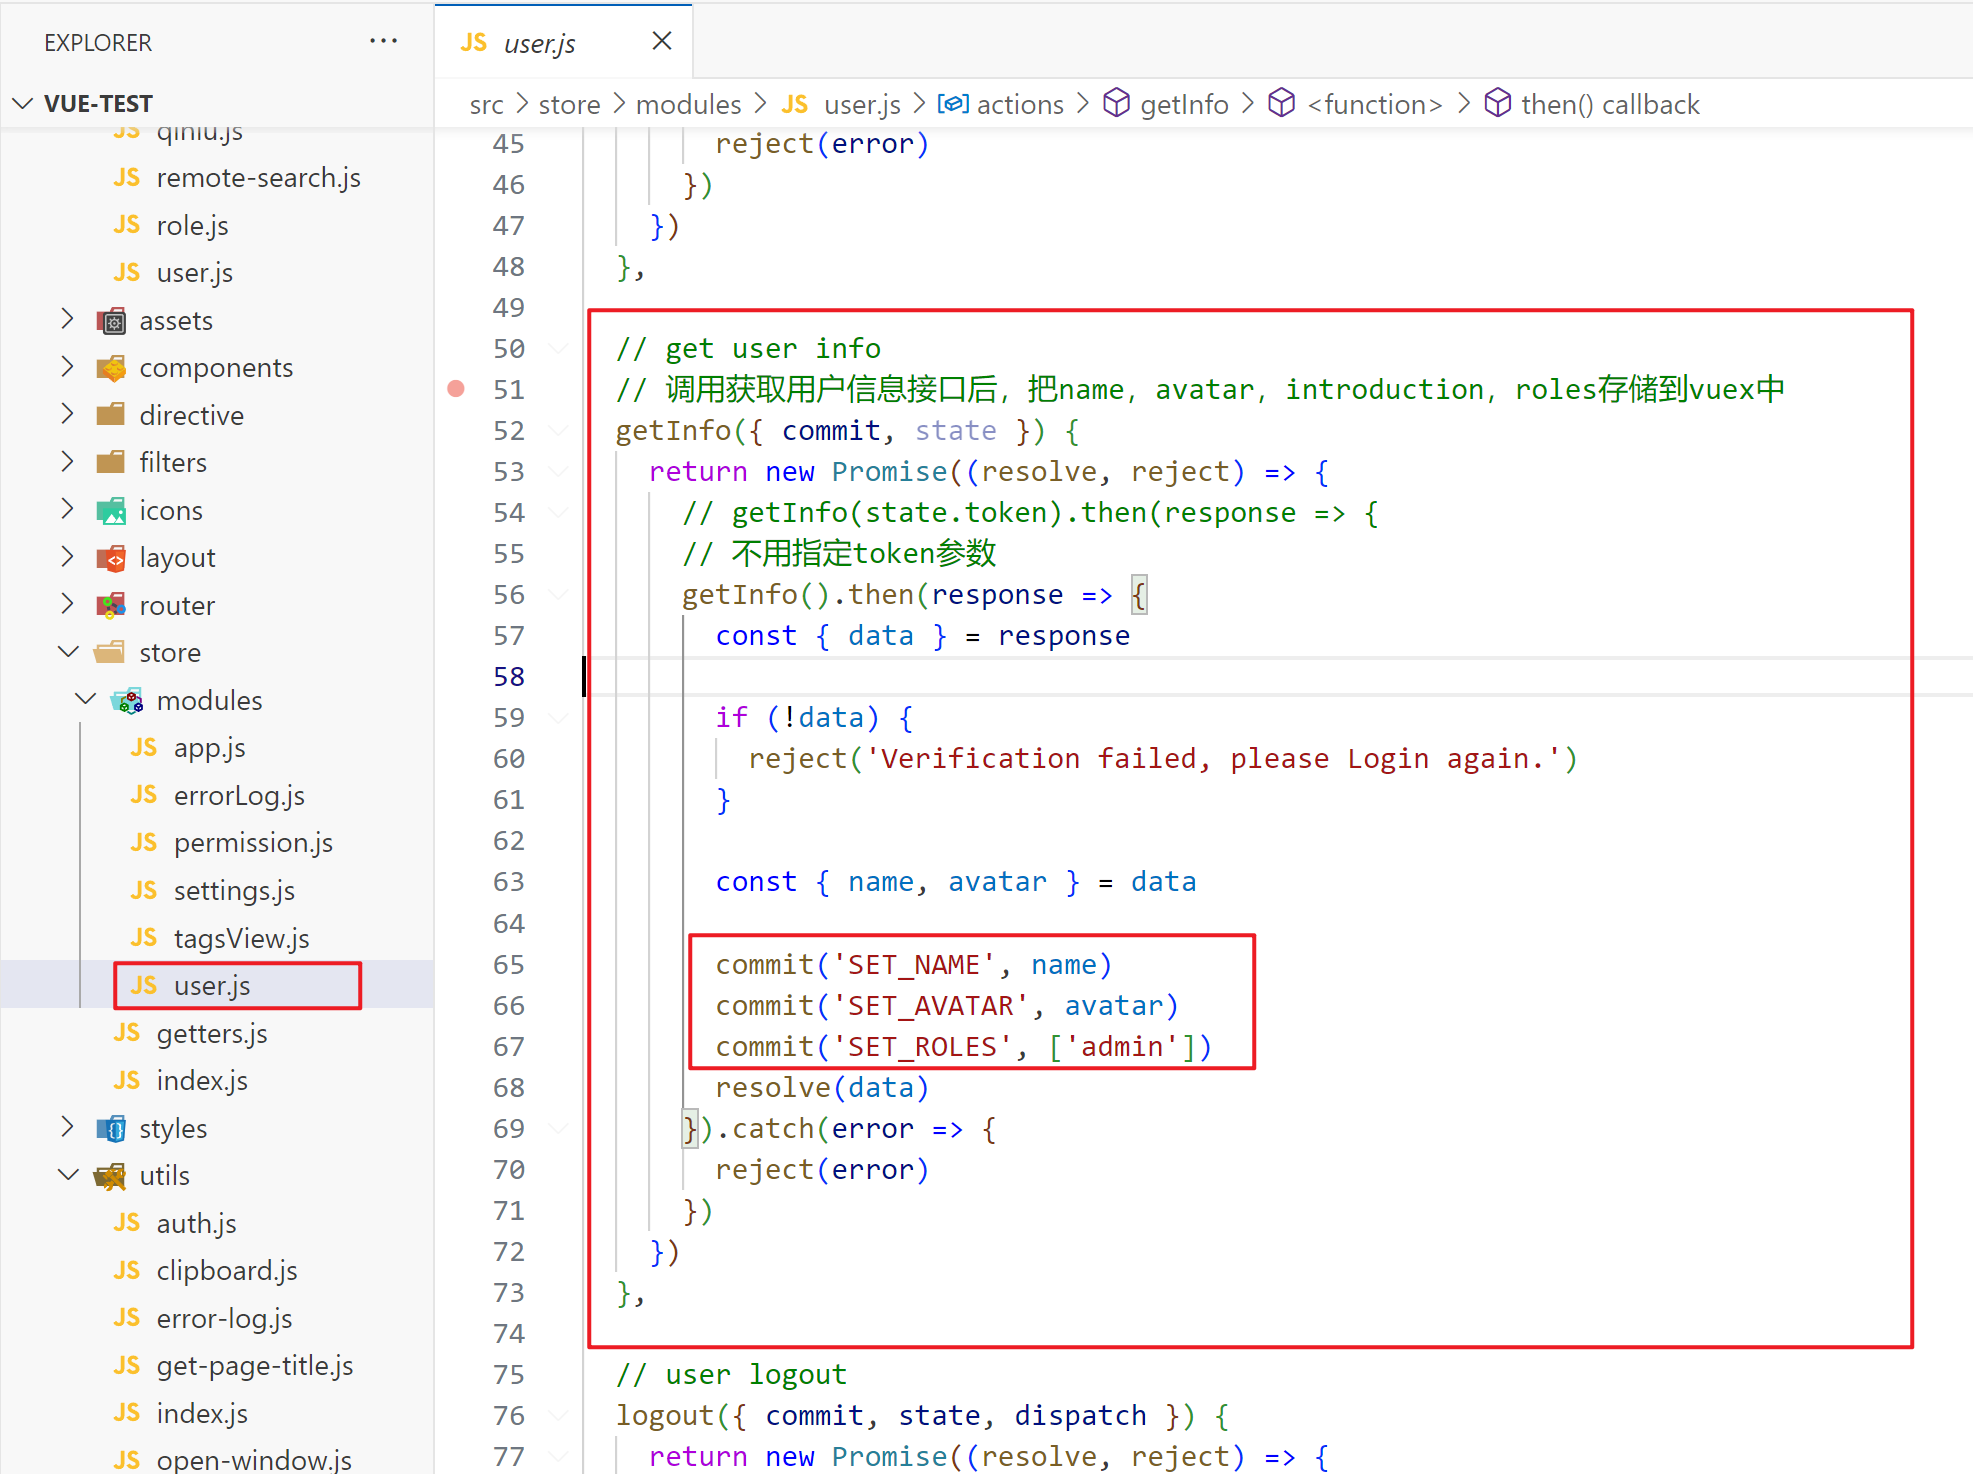 EXPLORER ···
VUE-TEST
qiniu.js
JS remote-search.js
JS role.js
JS user.js
assets
components
directive
filters
icons
layout
router
store
modules
JS app.js
JS errorLog.js
JS permission.js
JS settings.js
JS tagsView.js
JS user.js
JS getters.js
JS index.js
styles
utils
JS auth.js
JS clipboard.js
JS error-log.js
JS get-page-title.js
JS index.js
JS open-window.js
JS user.js
src > store > modules > JS user.js > actions > getInfo > <function> > then() callback
45 reject(error)
46 })
47 })
48 },
49
50 // get user info
51 // 调用获取用户信息接口后，把name，avatar，introduction，roles存储到vuex中
52 getInfo({ commit, state }) {
53 return new Promise((resolve, reject) => {
54 // getInfo(state.token).then(response => {
55 // 不用指定token参数
56 getInfo().then(response => {
57 const { data } = response
58
59 if (!data) {
60 reject('Verification failed, please Login again.')
61 }
62
63 const { name, avatar } = data
64
65 commit('SET_NAME', name)
66 commit('SET_AVATAR', avatar)
67 commit('SET_ROLES', ['admin'])
68 resolve(data)
69 }).catch(error => {
70 reject(error)
71 })
72 })
73 },
74
75 // user logout
76 logout({ commit, state, dispatch }) {
77 return new Promise((resolve, reject) => {